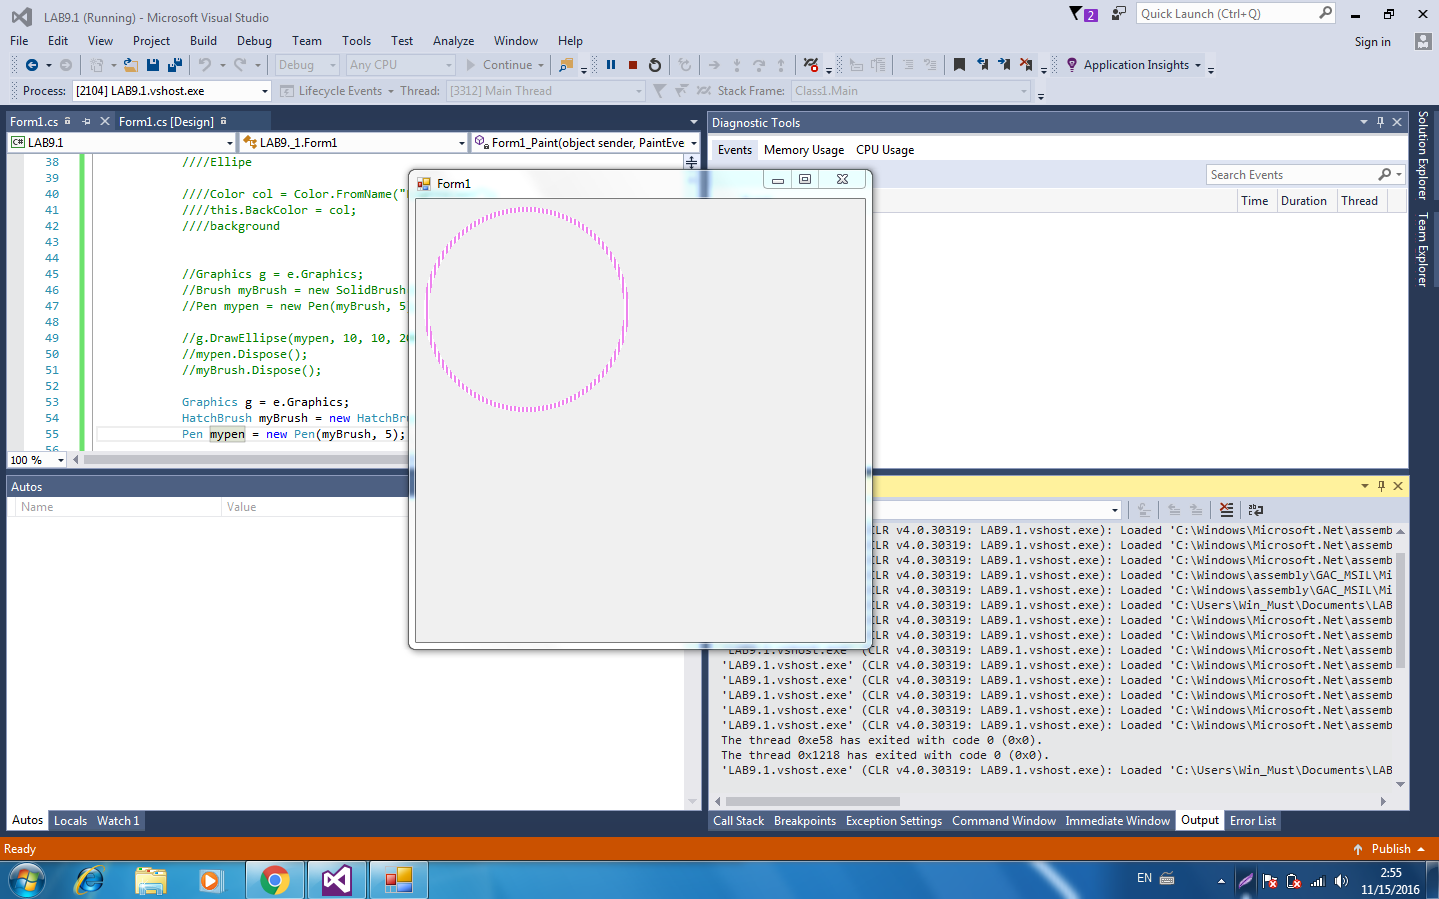 LAB9.1 (Running) - Microsoft Visual Studio
2
Quick Launch (Ctrl+Q)
File Edit View Project Build Debug Team Tools Test Analyze Window Help
Sign in
Debug Any CPU Continue Application Insights
Process: [2104] LAB9.1.vshost.exe Lifecycle Events Thread: [3312] Main Thread Stack Frame: Class1.Main
Form1.cs Form1.cs [Design]
C# LAB9.1 LAB9._1.Form1 Form1_Paint(object sender, PaintEve
38 ////Ellipe
39
40 ////Color col = Color.FromName("
41 ////this.BackColor = col;
42 ////background
43
44
45 //Graphics g = e.Graphics;
46 //Brush myBrush = new SolidBrush
47 //Pen mypen = new Pen(myBrush, 5
48
49 //g.DrawEllipse(mypen, 10, 10, 20
50 //mypen.Dispose();
51 //myBrush.Dispose();
52
53 Graphics g = e.Graphics;
54 HatchBrush myBrush = new HatchBru
55 Pen mypen = new Pen(myBrush, 5);
56
100 %
Form1
Diagnostic Tools
Events Memory Usage CPU Usage
Search Events
Time Duration Thread
Autos
Name Value
CLR v4.0.30319: LAB9.1.vshost.exe): Loaded 'C:\Windows\Microsoft.Net\assemb
CLR v4.0.30319: LAB9.1.vshost.exe): Loaded 'C:\Windows\Microsoft.Net\assemb
CLR v4.0.30319: LAB9.1.vshost.exe): Loaded 'C:\Windows\Microsoft.Net\assemb
CLR v4.0.30319: LAB9.1.vshost.exe): Loaded 'C:\Windows\assembly\GAC_MSIL\Mi
CLR v4.0.30319: LAB9.1.vshost.exe): Loaded 'C:\Windows\assembly\GAC_MSIL\Mi
CLR v4.0.30319: LAB9.1.vshost.exe): Loaded 'C:\Users\Win_Must\Documents\LAB
CLR v4.0.30319: LAB9.1.vshost.exe): Loaded 'C:\Windows\Microsoft.Net\assemb
CLR v4.0.30319: LAB9.1.vshost.exe): Loaded 'C:\Windows\Microsoft.Net\assemb
'LAB9.1.vshost.exe' (CLR v4.0.30319: LAB9.1.vshost.exe): Loaded 'C:\Windows\Microsoft.Net\assemb
'LAB9.1.vshost.exe' (CLR v4.0.30319: LAB9.1.vshost.exe): Loaded 'C:\Windows\Microsoft.Net\assemb
'LAB9.1.vshost.exe' (CLR v4.0.30319: LAB9.1.vshost.exe): Loaded 'C:\Windows\Microsoft.Net\assemb
'LAB9.1.vshost.exe' (CLR v4.0.30319: LAB9.1.vshost.exe): Loaded 'C:\Windows\Microsoft.Net\assemb
'LAB9.1.vshost.exe' (CLR v4.0.30319: LAB9.1.vshost.exe): Loaded 'C:\Windows\Microsoft.Net\assemb
'LAB9.1.vshost.exe' (CLR v4.0.30319: LAB9.1.vshost.exe): Loaded 'C:\Windows\Microsoft.Net\assemb
The thread 0xe58 has exited with code 0 (0x0).
The thread 0x1218 has exited with code 0 (0x0).
'LAB9.1.vshost.exe' (CLR v4.0.30319: LAB9.1.vshost.exe): Loaded 'C:\Users\Win_Must\Documents\LAB
Autos Locals Watch 1
Call Stack Breakpoints Exception Settings Command Window Immediate Window Output Error List
Solution Explorer
Team Explorer
Ready
Publish
EN
2:55
11/15/2016